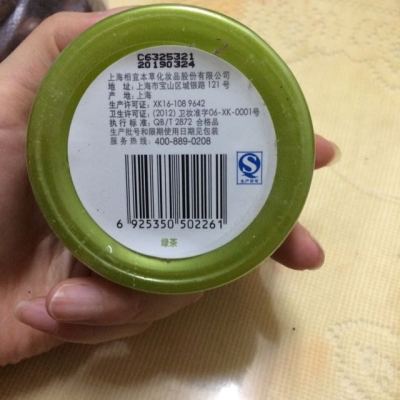 C6325321
20190324
上海相宜本草化妆品股份有限公司
地 址: 上海市宝山区城银路 121 号
产 地: 上海
生产许可证: XK16-108 9642
卫生许可证: (2012) 卫妆准字06-XK-0001号
执行标准: QB/T 2872 合格品
生产批号和限期使用日期见包装
服务热线: 400-889-0208
6 925350 502261
绿茶